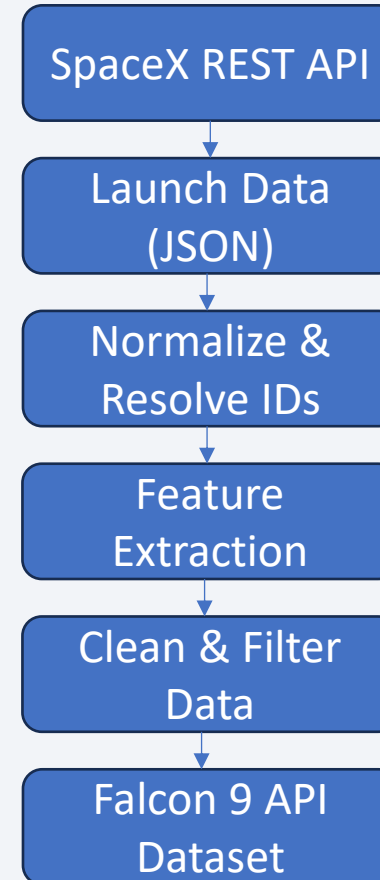 SpaceX REST API
Launch Data
(JSON)
Normalize &
Resolve IDs
Feature
Extraction
Clean & Filter
Data
Falcon 9 API
Dataset